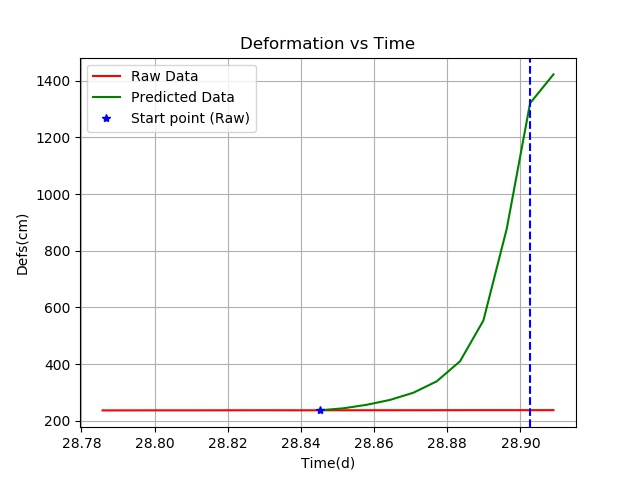 Deformation vs Time
Raw Data
Predicted Data
Start point (Raw)
1400
1200
1000
800
600
400
200
Defs(cm)
28.78 28.80 28.82 28.84 28.86 28.88 28.90
Time(d)